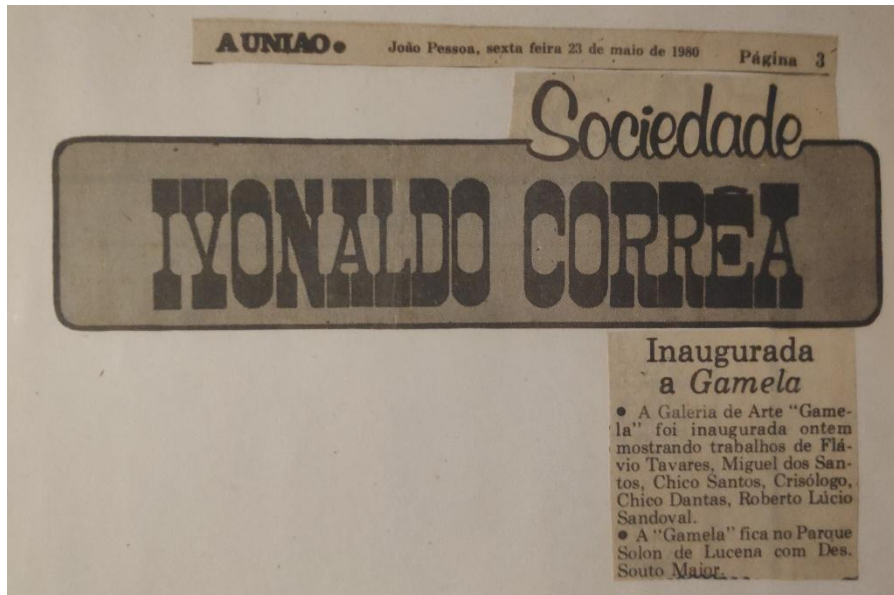 A UNIAO • João Pessoa, sexta feira 23 de maio de 1980 Página 3
Sociedade
IVONALDO CORRÊA
Inaugurada
a Gamela
• A Galeria de Arte “Game-
la” foi inaugurada ontem
mostrando trabalhos de Flá-
vio Tavares, Miguel dos San-
tos, Chico Santos, Crisólogo,
Chico Dantas, Roberto Lúcio
Sandoval.
• A “Gamela” fica no Parque
Solon de Lucena com Des.
Souto Maior.